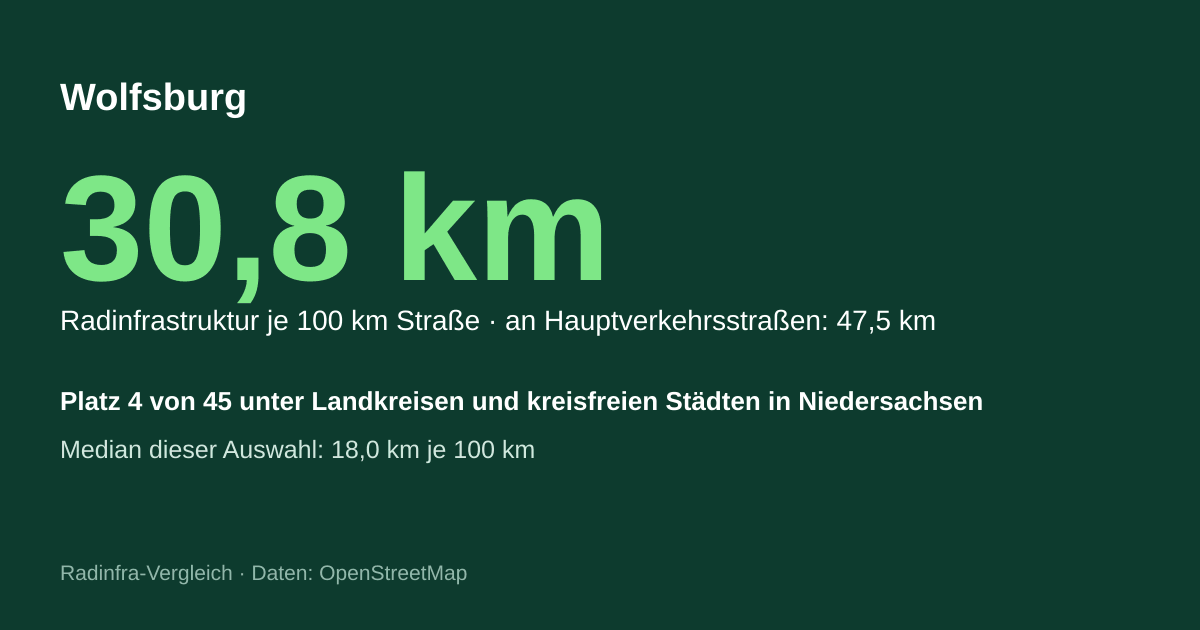 Wolfsburg
30,8 km
Radinfrastruktur je 100 km Straße · an Hauptverkehrsstraßen: 47,5 km
Platz 4 von 45 unter Landkreisen und kreisfreien Städten in Niedersachsen
Median dieser Auswahl: 18,0 km je 100 km
Radinfra-Vergleich · Daten: OpenStreetMap